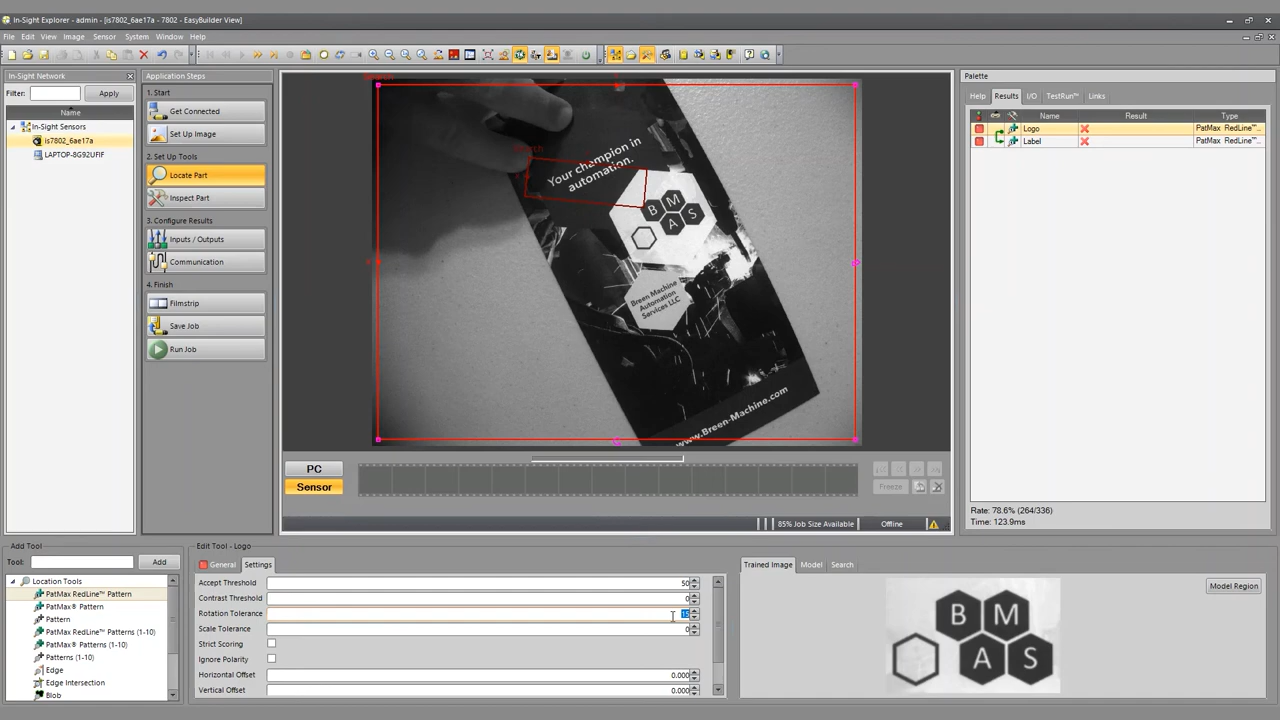 In-Sight Explorer - admin - [is7802_6ae17a - 7802 - EasyBuilder View]
File Edit View Image Sensor System Window Help
In-Sight Network
Filter:
Apply
Name
In-Sight Sensors
is7802_6ae17a
LAPTOP-8G92UFIF
Application Steps
1. Start
Get Connected
Set Up Image
2. Set Up Tools
Locate Part
Inspect Part
3. Configure Results
Inputs / Outputs
Communication
4. Finish
Filmstrip
Save Job
Run Job
Your champion in
automation.
B M
A S
Breen Machine
Automation
Services LLC
www.Breen-Machine.com
PC
Sensor
Freeze
85% Job Size Available
Offline
Palette
Help Results I/O TestRun™ Links
Name Result Type
Logo PatMax RedLine™...
Label PatMax RedLine™...
Rate: 78.6% (264/336)
Time: 123.9ms
Add Tool
Tool:
Add
Location Tools
PatMax RedLine™ Pattern
PatMax® Pattern
Pattern
PatMax RedLine™ Patterns (1-10)
PatMax® Patterns (1-10)
Patterns (1-10)
Edge
Edge Intersection
Blob
Edit Tool - Logo
General Settings
Accept Threshold 50
Contrast Threshold 0
Rotation Tolerance 15
Scale Tolerance 0
Strict Scoring
Ignore Polarity
Horizontal Offset 0.000
Vertical Offset 0.000
Trained Image Model Search
Model Region
B M
A S